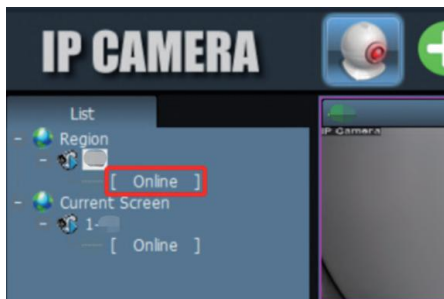 IP CAMERA
List
Region
[ Online ]
Current Screen
1-
[ Online ]
IP Camera